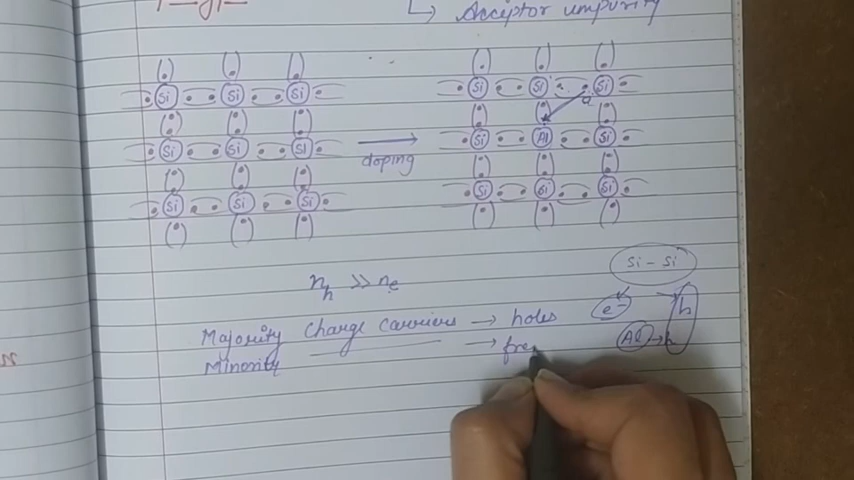 Acceptor impurity
Si Si Si
Si Si Si
Si Si Si
doping
Si Si Si
Si Al Si
Si Si Si
n_h >> n_e
Si - Si
e⁻ → h
Al → h
Majority Charge carriers → holes
Minority → fre